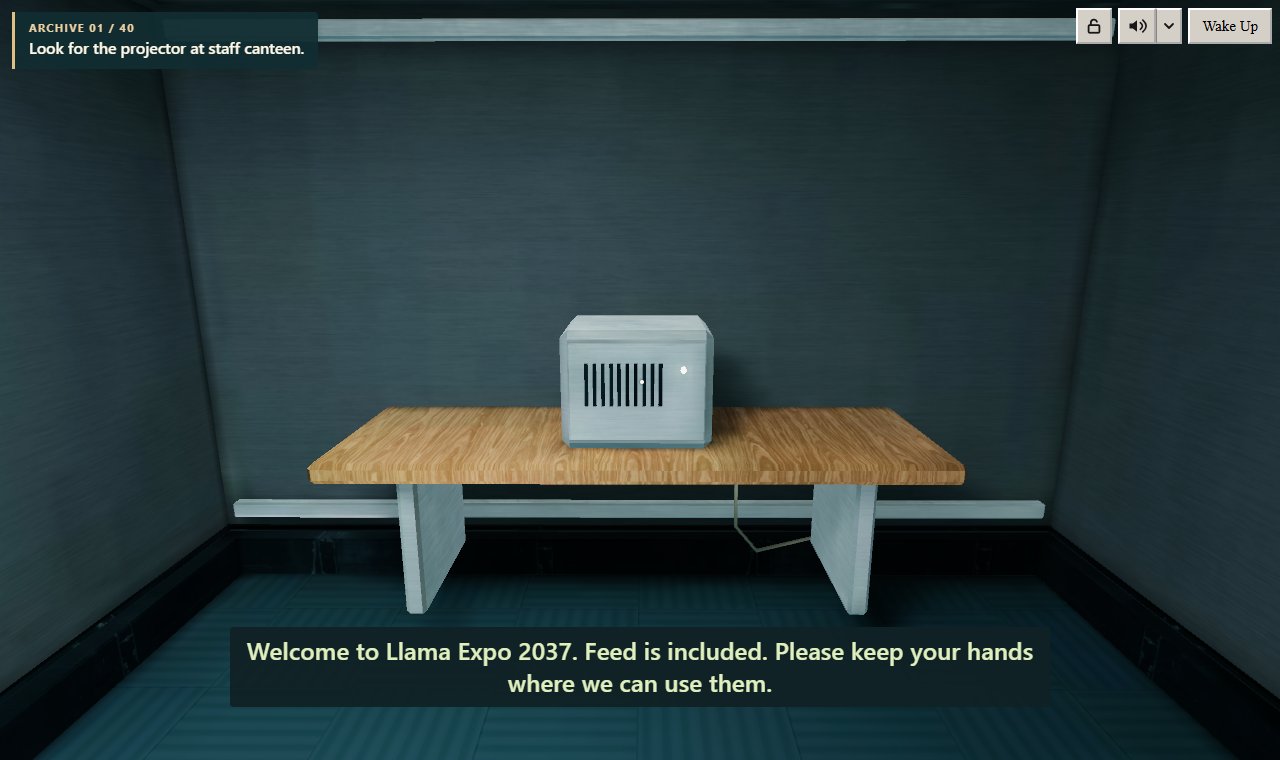 ARCHIVE 01 / 40
Look for the projector at staff canteen.
Wake Up
Welcome to Llama Expo 2037. Feed is included. Please keep your hands
where we can use them.